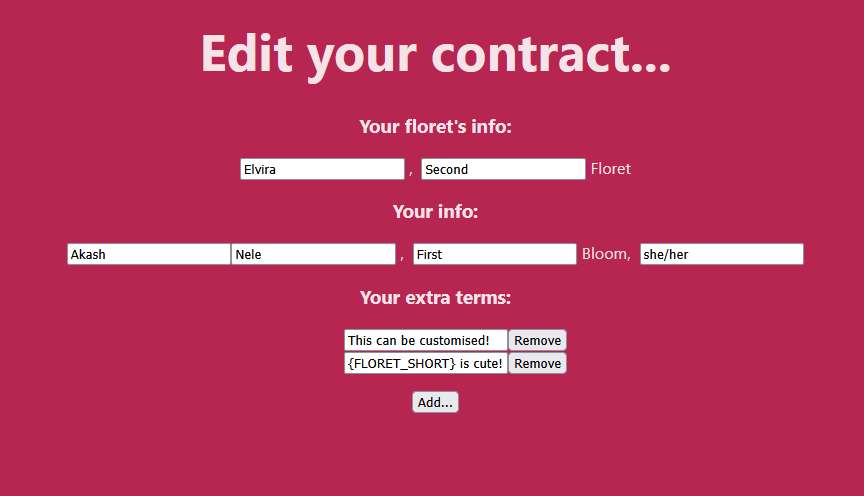 Edit your contract...
Your floret's info:
Elvira , Second Floret
Your info:
Akash Nele , First Bloom, she/her
Your extra terms:
This can be customised! Remove
{FLORET_SHORT} is cute! Remove
Add...